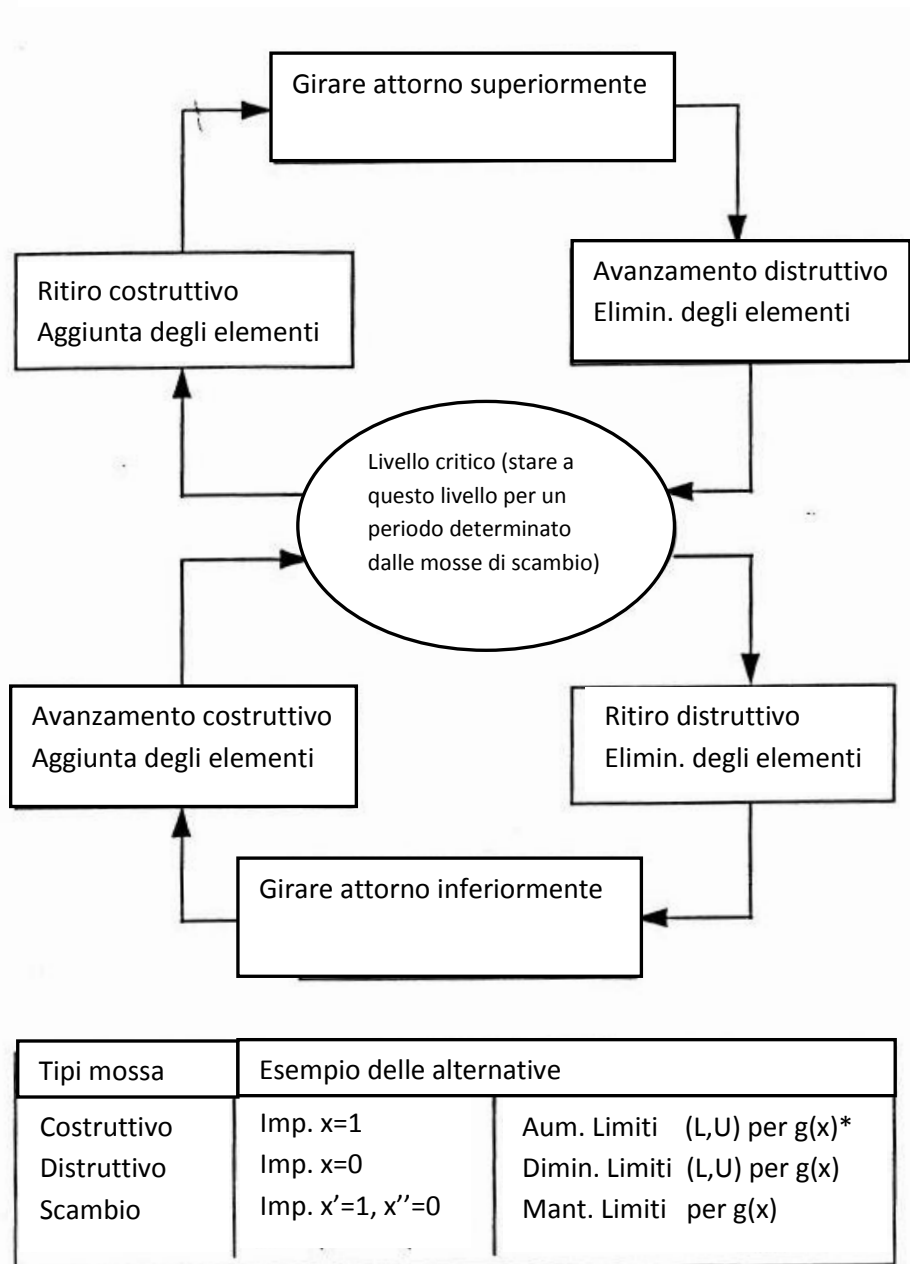 Girare attorno superiormente
Ritiro costruttivo
Aggiunta degli elementi
Avanzamento distruttivo
Elimin. degli elementi
Livello critico (stare a
questo livello per un
periodo determinato
dalle mosse di scambio)
Avanzamento costruttivo
Aggiunta degli elementi
Ritiro distruttivo
Elimin. degli elementi
Girare attorno inferiormente
Tipi mossa Esempio delle alternative
Costruttivo Imp. x=1 Aum. Limiti (L,U) per g(x)*
Distruttivo Imp. x=0 Dimin. Limiti (L,U) per g(x)
Scambio Imp. x’=1, x’’=0 Mant. Limiti per g(x)